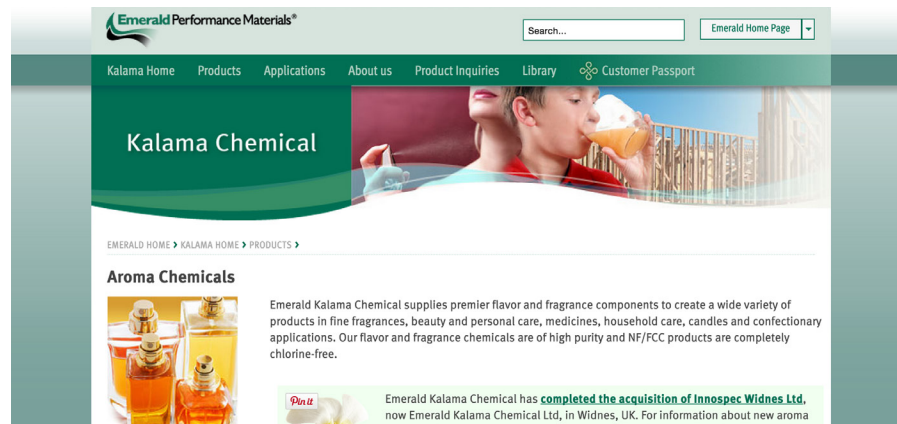 Emerald Performance Materials®
Search...
Emerald Home Page
Kalama Home Products Applications About us Product Inquiries Library Customer Passport
Kalama Chemical
EMERALD HOME > KALAMA HOME > PRODUCTS >
Aroma Chemicals
Emerald Kalama Chemical supplies premier flavor and fragrance components to create a wide variety of
products in fine fragrances, beauty and personal care, medicines, household care, candles and confectionary
applications. Our flavor and fragrance chemicals are of high purity and NF/FCC products are completely
chlorine-free.
Pin it
Emerald Kalama Chemical has completed the acquisition of Innospec Widnes Ltd,
now Emerald Kalama Chemical Ltd, in Widnes, UK. For information about new aroma